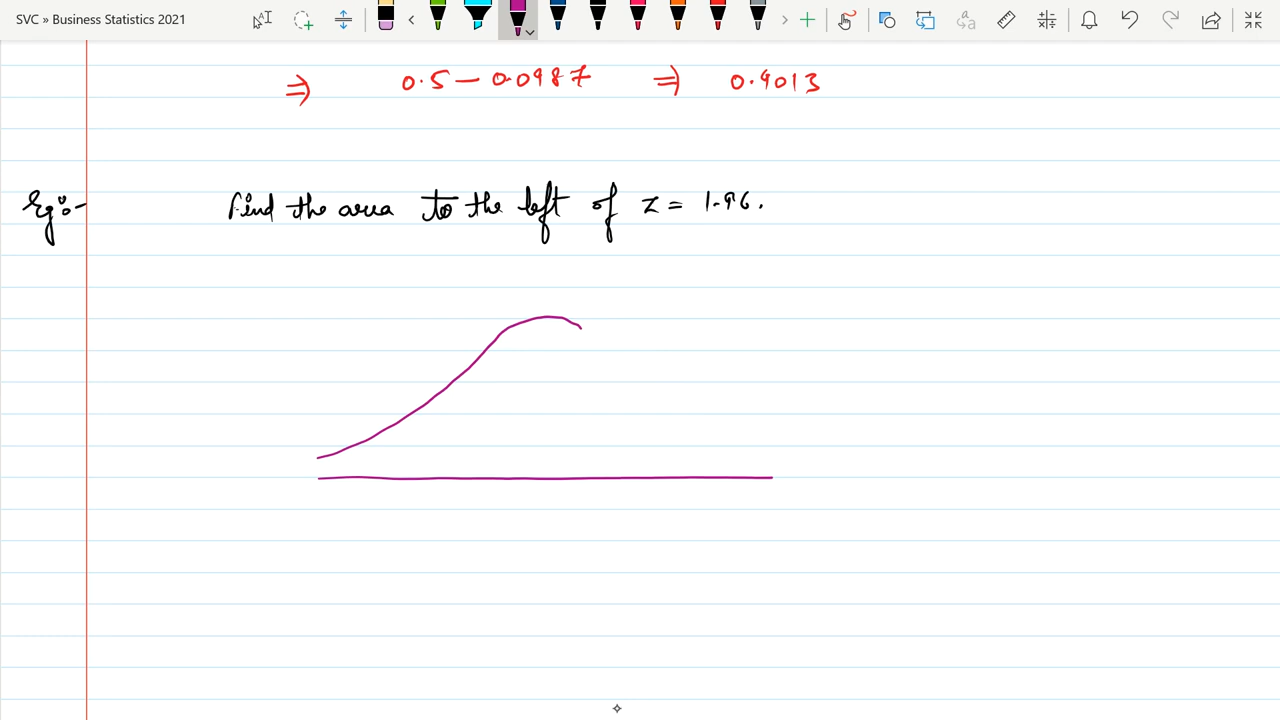 SVC » Business Statistics 2021
⇒ 0.5 - 0.0987 ⇒ 0.4013
Eg:- Find the area to the left of z = 1.96.